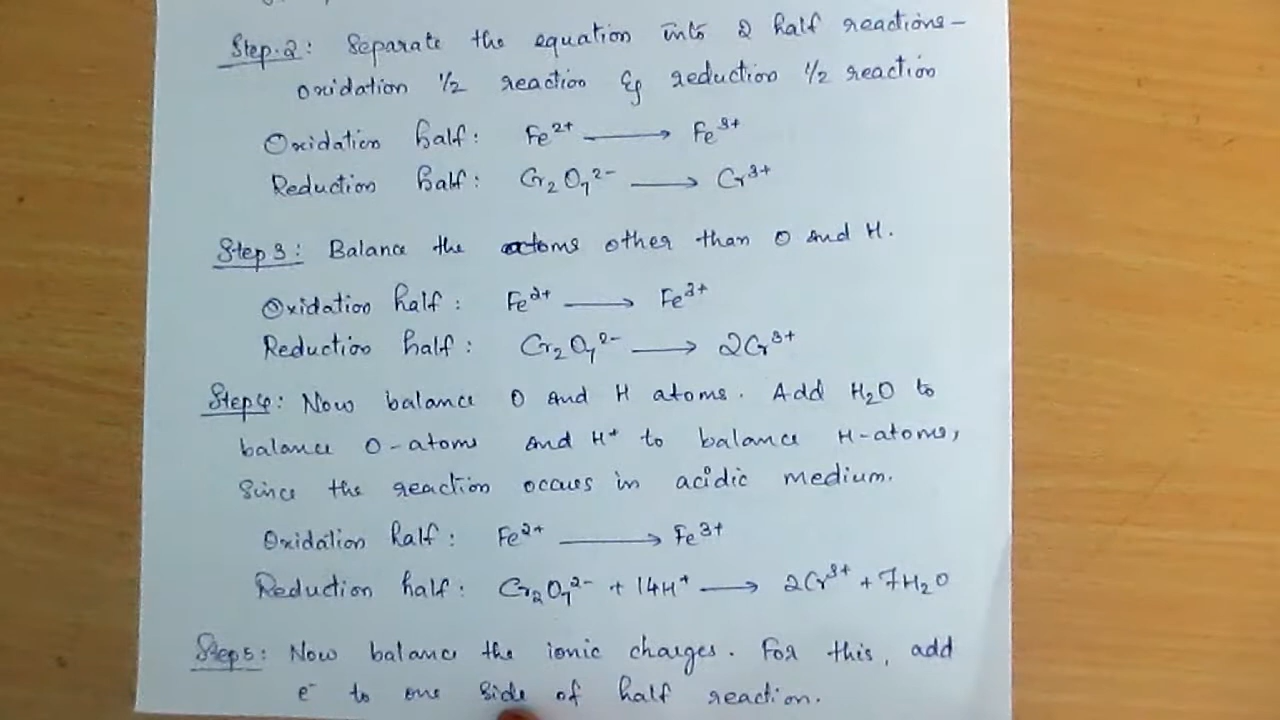 Step.2: Separate the equation into 2 half reactions-
oxidation 1/2 reaction & reduction 1/2 reaction
Oxidation half: Fe²⁺ ⟶ Fe³⁺
Reduction half: Cr₂O₇²⁻ ⟶ Cr³⁺
Step 3: Balance the atoms other than O and H.
Oxidation half: Fe²⁺ ⟶ Fe³⁺
Reduction half: Cr₂O₇²⁻ ⟶ 2Cr³⁺
Step 4: Now balance O and H atoms. Add H₂O to
balance O-atoms and H⁺ to balance H-atoms,
Since the reaction occurs in acidic medium.
Oxidation half: Fe²⁺ ⟶ Fe³⁺
Reduction half: Cr₂O₇²⁻ + 14H⁺ ⟶ 2Cr³⁺ + 7H₂O
Step 5: Now balance the ionic charges. For this, add
e⁻ to one side of half reaction.